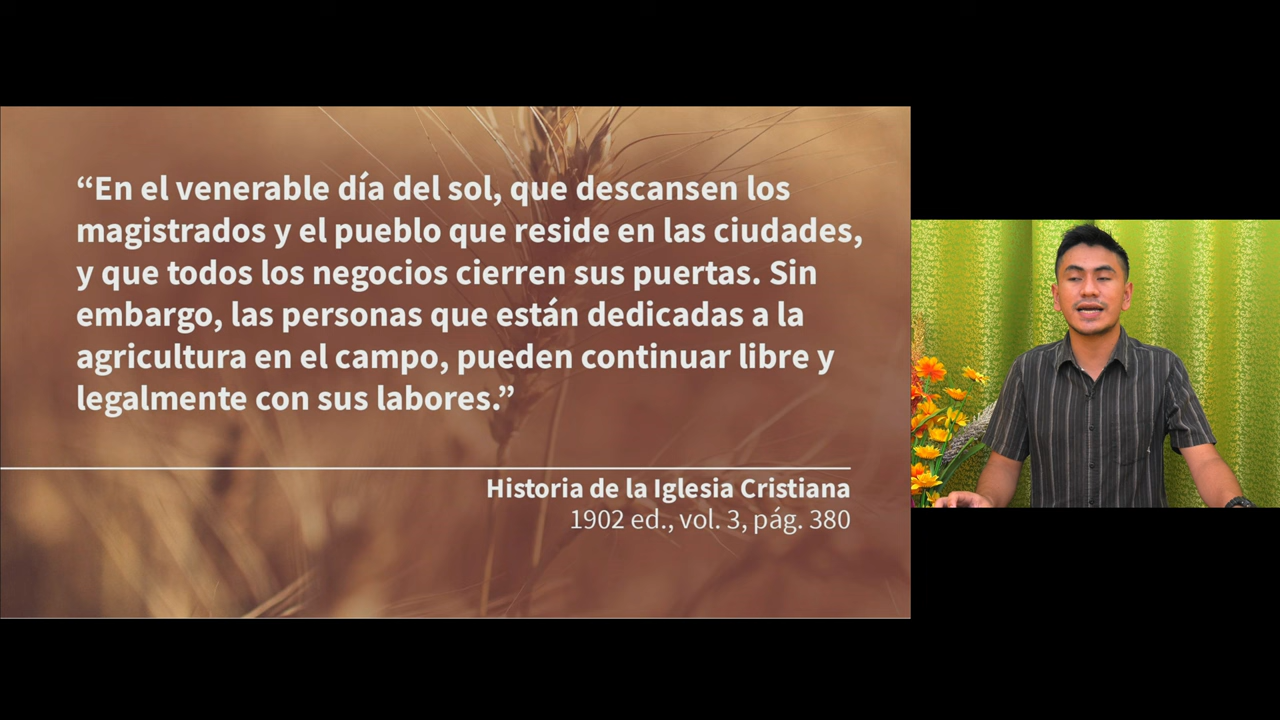 “En el venerable día del sol, que descansen los
magistrados y el pueblo que reside en las ciudades,
y que todos los negocios cierren sus puertas. Sin
embargo, las personas que están dedicadas a la
agricultura en el campo, pueden continuar libre y
legalmente con sus labores.”
Historia de la Iglesia Cristiana
1902 ed., vol. 3, pág. 380